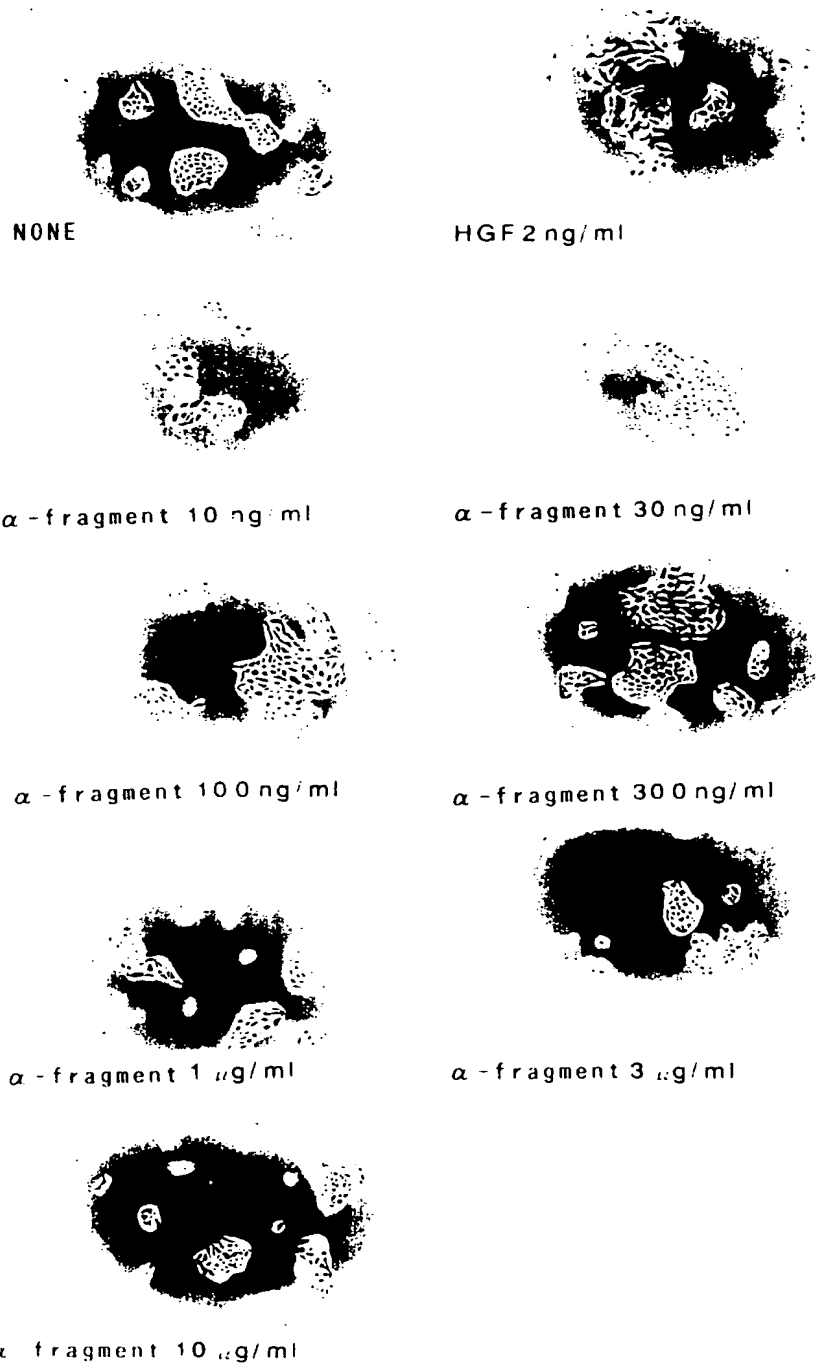 NONE
HGF 2 ng/ml
α-fragment 10 ng/ml
α-fragment 30 ng/ml
α-fragment 100 ng/ml
α-fragment 300 ng/ml
α-fragment 1 μg/ml
α-fragment 3 μg/ml
α fragment 10 μg/ml